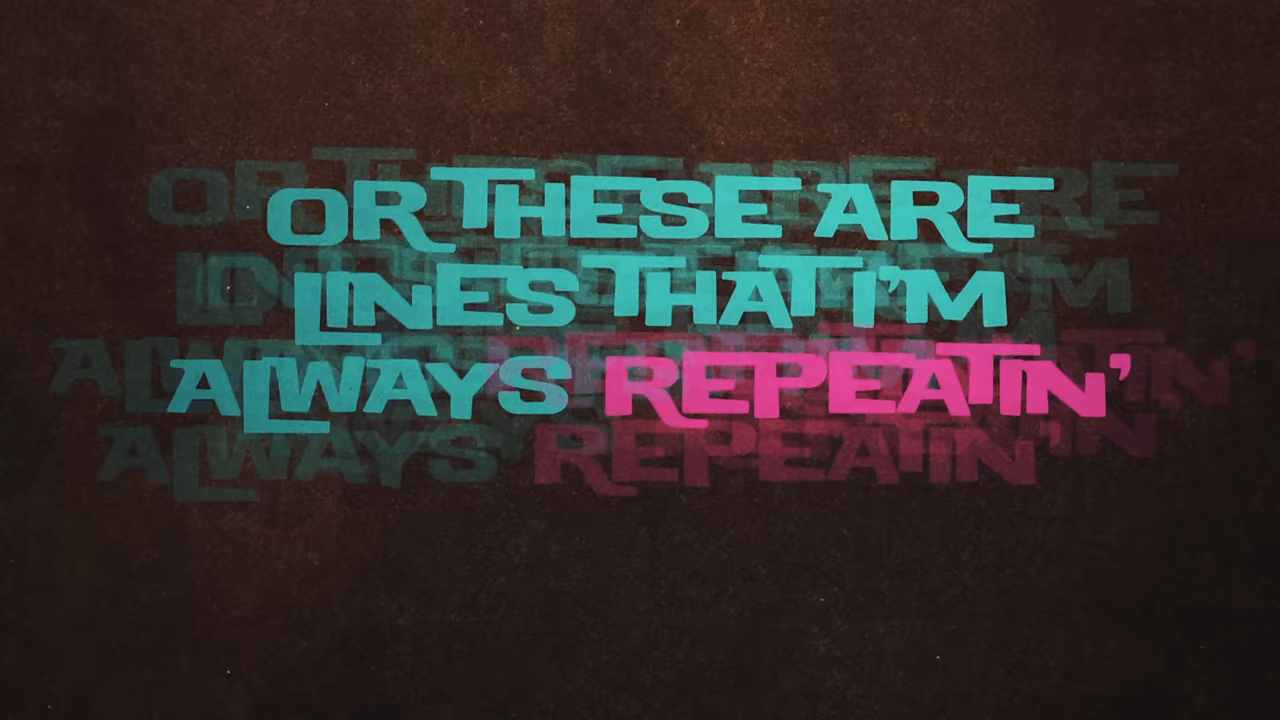 OR THESE ARE
LINES THAT I'M
ALWAYS REPEATIN'